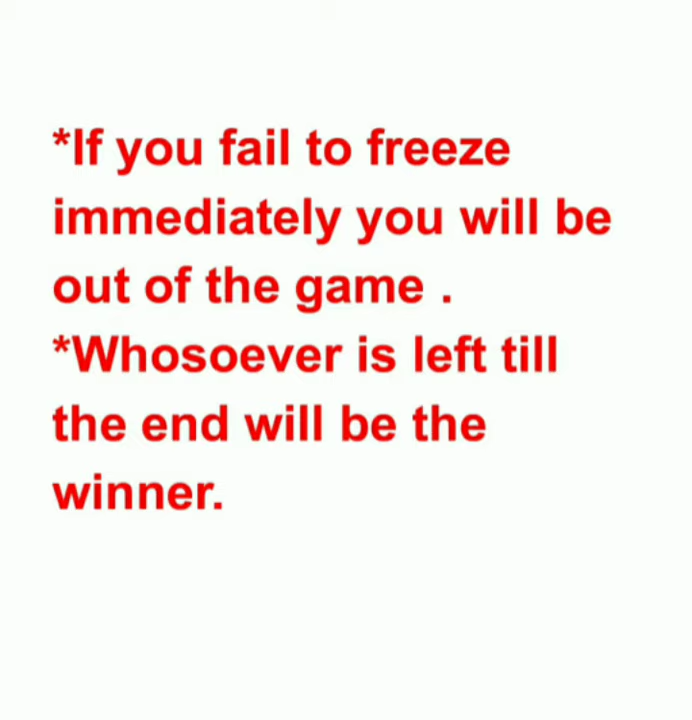 *If you fail to freeze
immediately you will be
out of the game .
*Whosoever is left till
the end will be the
winner.